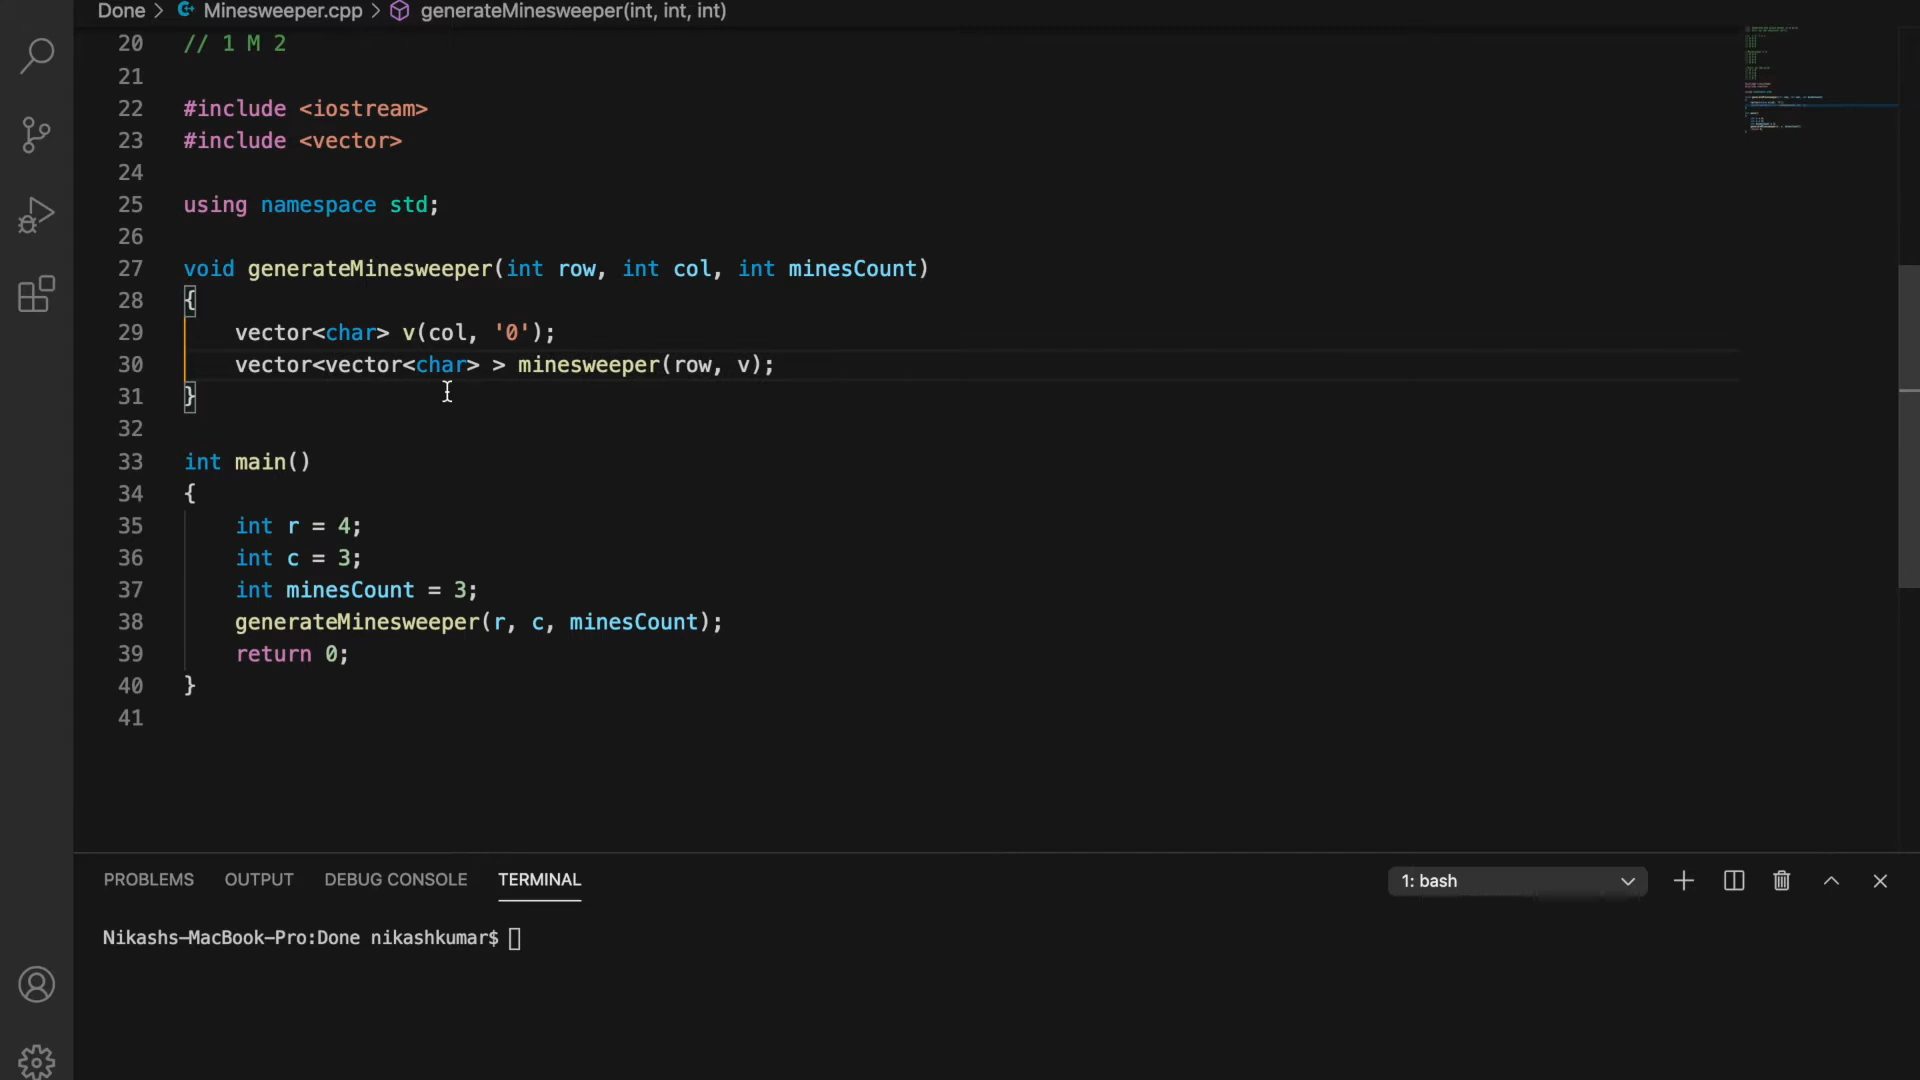 Done > Minesweeper.cpp > generateMinesweeper(int, int, int)
20 // 1 M 2
21
22 #include <iostream>
23 #include <vector>
24
25 using namespace std;
26
27 void generateMinesweeper(int row, int col, int minesCount)
28 {
29     vector<char> v(col, '0');
30     vector<vector<char> > minesweeper(row, v);
31 }
32
33 int main()
34 {
35     int r = 4;
36     int c = 3;
37     int minesCount = 3;
38     generateMinesweeper(r, c, minesCount);
39     return 0;
40 }
41
PROBLEMS OUTPUT DEBUG CONSOLE TERMINAL 1: bash
Nikashs-MacBook-Pro:Done nikashkumar$